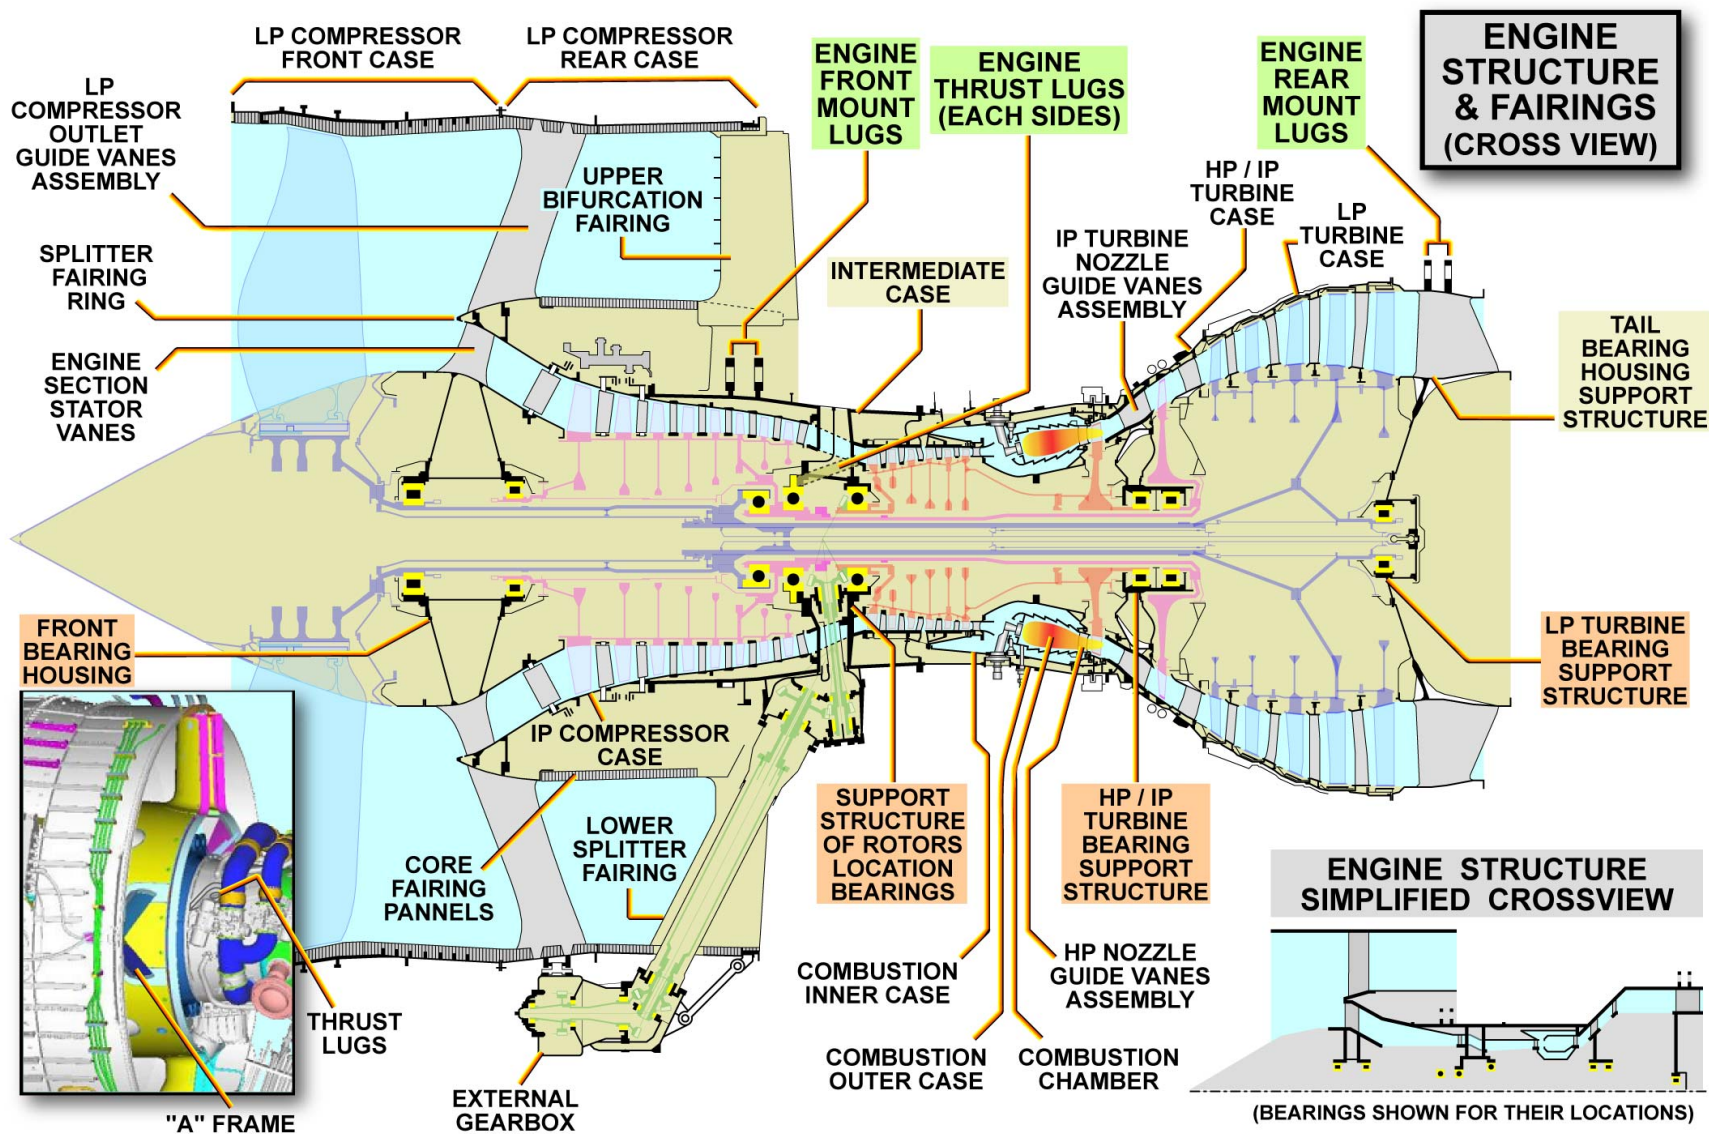 LP COMPRESSOR
FRONT CASE
LP COMPRESSOR
REAR CASE
ENGINE
FRONT
MOUNT
LUGS
ENGINE
THRUST LUGS
(EACH SIDES)
ENGINE
REAR
MOUNT
LUGS
ENGINE
STRUCTURE
& FAIRINGS
(CROSS VIEW)
LP
COMPRESSOR
OUTLET
GUIDE VANES
ASSEMBLY
UPPER
BIFURCATION
FAIRING
HP / IP
TURBINE
CASE
LP
TURBINE
CASE
IP TURBINE
NOZZLE
GUIDE VANES
ASSEMBLY
SPLITTER
FAIRING
RING
INTERMEDIATE
CASE
TAIL
BEARING
HOUSING
SUPPORT
STRUCTURE
ENGINE
SECTION
STATOR
VANES
FRONT
BEARING
HOUSING
LP TURBINE
BEARING
SUPPORT
STRUCTURE
IP COMPRESSOR
CASE
SUPPORT
STRUCTURE
OF ROTORS
LOCATION
BEARINGS
HP / IP
TURBINE
BEARING
SUPPORT
STRUCTURE
LOWER
SPLITTER
FAIRING
CORE
FAIRING
PANNELS
ENGINE STRUCTURE
SIMPLIFIED CROSSVIEW
COMBUSTION
INNER CASE
HP NOZZLE
GUIDE VANES
ASSEMBLY
THRUST
LUGS
COMBUSTION
OUTER CASE
COMBUSTION
CHAMBER
EXTERNAL
GEARBOX
"A" FRAME
(BEARINGS SHOWN FOR THEIR LOCATIONS)